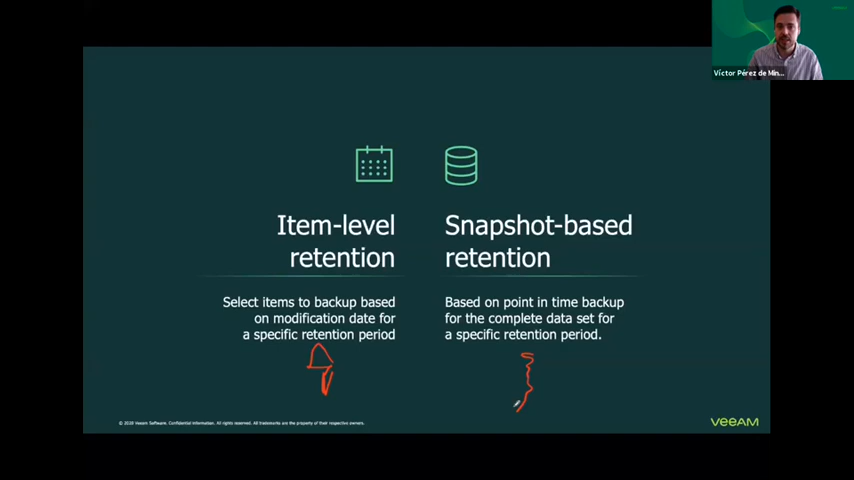 Víctor Pérez de Min...
Item-level
retention
Select items to backup based
on modification date for
a specific retention period
Snapshot-based
retention
Based on point in time backup
for the complete data set for
a specific retention period.
© 2020 Veeam Software. Confidential information. All rights reserved. All trademarks are the property of their respective owners.
VEEAM